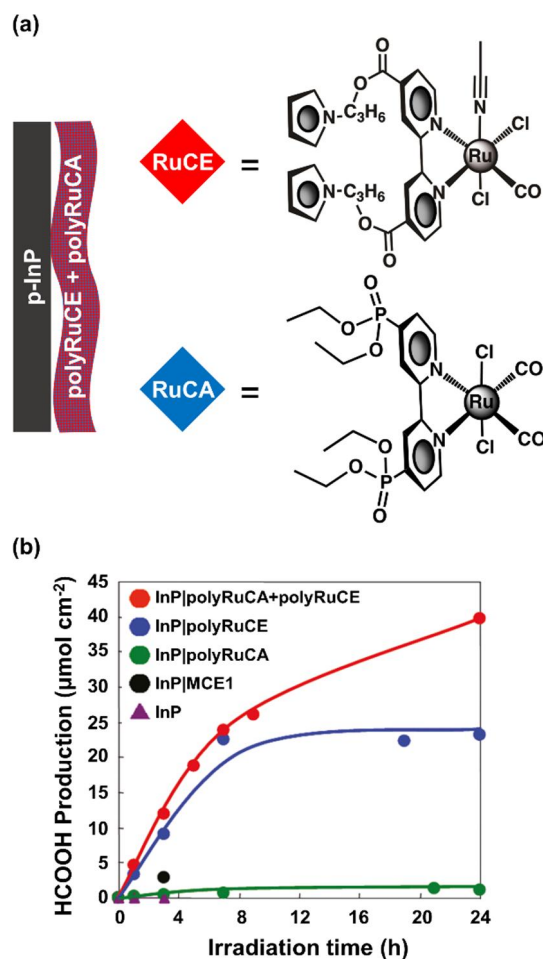 (a)
p-InP
polyRuCE + polyRuCA
RuCE
=
O
O
C₃H₆
N
N
C₃H₆
O
O
N
N
N
Ru
Cl
Cl
CO
RuCA
=
O
P
O
O
O
O
P
O
N
N
Cl
Ru
Cl
CO
CO
(b)
HCOOH Production (μmol cm⁻²)
45
40
35
30
25
20
15
10
5
0
InP|polyRuCA+polyRuCE
InP|polyRuCE
InP|polyRuCA
InP|MCE1
InP
0 4 8 12 16 20 24
Irradiation time (h)